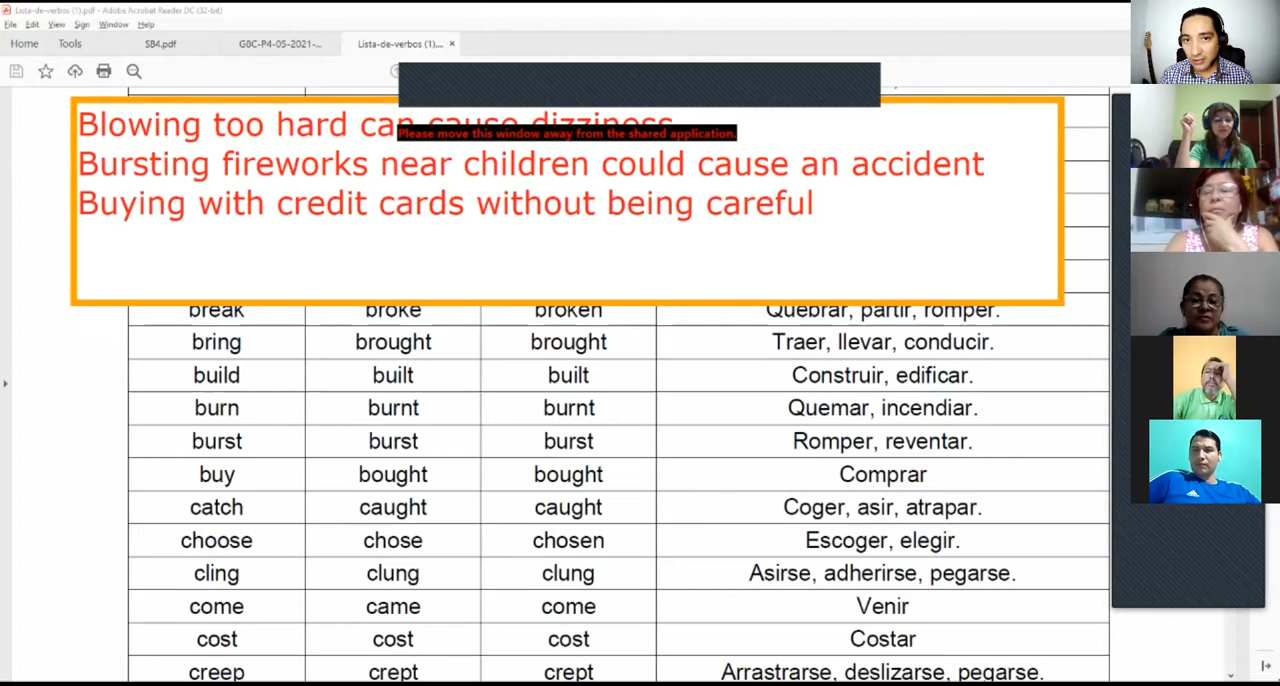 Lista-de-verbos (1).pdf - Adobe Acrobat Reader DC (32-bit)
File Edit View Sign Window Help
Home Tools SB4.pdf GBC-P4-05-2021-... Lista-de-verbos (1)....
Blowing too hard can cause dizziness
Please move this window away from the shared application.
Bursting fireworks near children could cause an accident
Buying with credit cards without being careful
break broke broken Quebrar, partir, romper.
bring brought brought Traer, llevar, conducir.
build built built Construir, edificar.
burn burnt burnt Quemar, incendiar.
burst burst burst Romper, reventar.
buy bought bought Comprar
catch caught caught Coger, asir, atrapar.
choose chose chosen Escoger, elegir.
cling clung clung Asirse, adherirse, pegarse.
come came come Venir
cost cost cost Costar
creep crept crept Arrastrarse, deslizarse, pegarse.